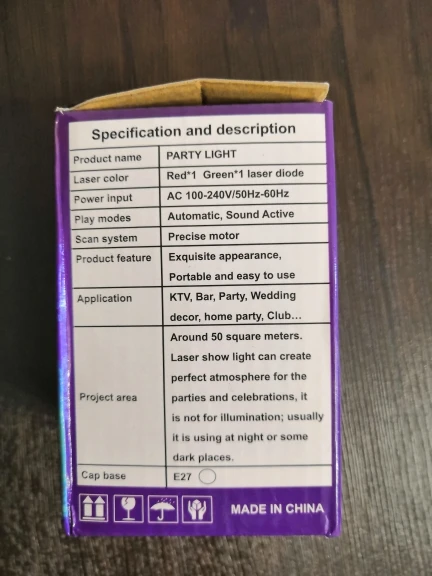 Specification and description
Product name PARTY LIGHT
Laser color Red*1 Green*1 laser diode
Power input AC 100-240V/50Hz-60Hz
Play modes Automatic, Sound Active
Scan system Precise motor
Product feature Exquisite appearance,
Portable and easy to use
Application KTV, Bar, Party, Wedding
decor, home party, Club...
Around 50 square meters.
Laser show light can create
perfect atmosphere for the
Project area parties and celebrations, it
is not for illumination; usually
it is using at night or some
dark places.
Cap base E27
MADE IN CHINA